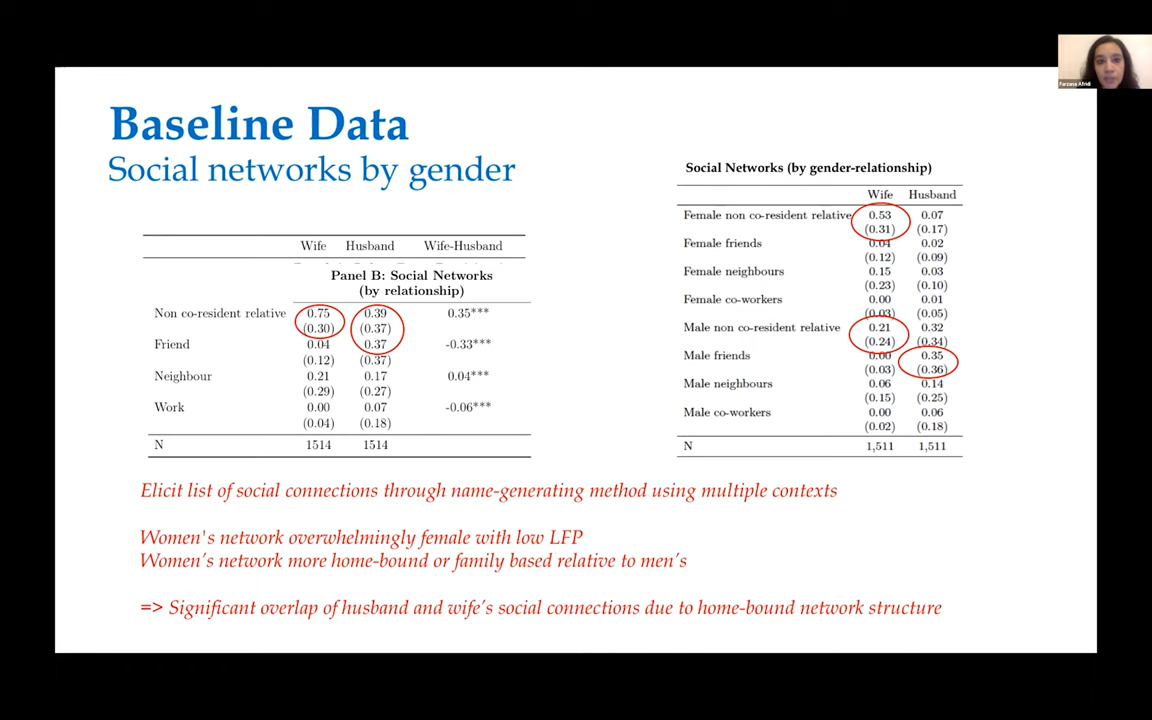 Farzana Afridi
Baseline Data
Social networks by gender
Wife Husband Wife-Husband
Panel B: Social Networks
(by relationship)
Non co-resident relative 0.75 0.39 0.35***
(0.30) (0.37)
Friend 0.04 0.37 -0.33***
(0.12) (0.37)
Neighbour 0.21 0.17 0.04***
(0.29) (0.27)
Work 0.00 0.07 -0.06***
(0.04) (0.18)
N 1514 1514
Social Networks (by gender-relationship)
Wife Husband
Female non co-resident relative 0.53 0.07
(0.31) (0.17)
Female friends 0.04 0.02
(0.12) (0.09)
Female neighbours 0.15 0.03
(0.23) (0.10)
Female co-workers 0.00 0.01
(0.03) (0.05)
Male non co-resident relative 0.21 0.32
(0.24) (0.34)
Male friends 0.00 0.35
(0.03) (0.36)
Male neighbours 0.06 0.14
(0.15) (0.25)
Male co-workers 0.00 0.06
(0.02) (0.18)
N 1,511 1,511
Elicit list of social connections through name-generating method using multiple contexts
Women's network overwhelmingly female with low LFP
Women's network more home-bound or family based relative to men's
=> Significant overlap of husband and wife's social connections due to home-bound network structure